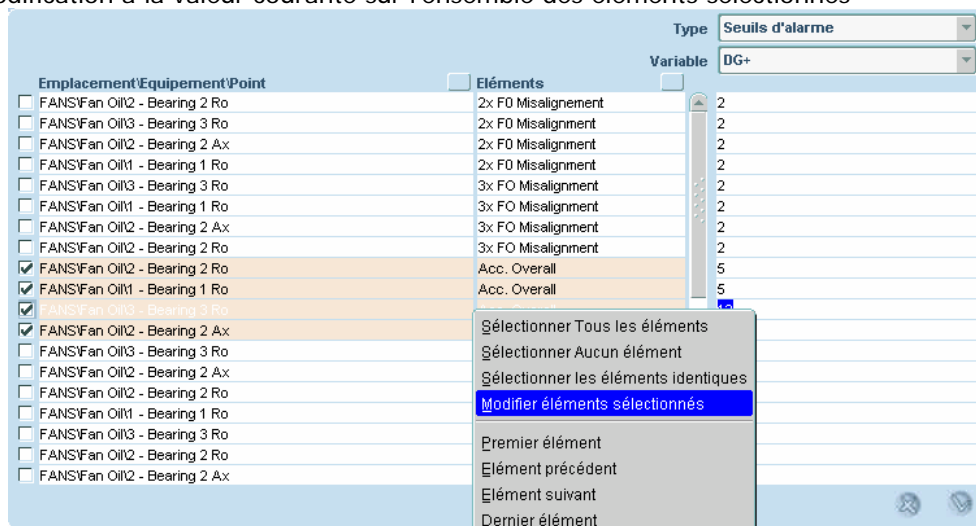 modification à la valeur courante sur l'ensemble des éléments sélectionnés
Type Seuils d'alarme
Variable DG+
Emplacement\Equipement\Point Eléments
FANS\Fan Oil\2 - Bearing 2 Ro 2x F0 Misalignement 2
FANS\Fan Oil\3 - Bearing 3 Ro 2x F0 Misalignment 2
FANS\Fan Oil\2 - Bearing 2 Ax 2x F0 Misalignment 2
FANS\Fan Oil\1 - Bearing 1 Ro 2x F0 Misalignment 2
FANS\Fan Oil\3 - Bearing 3 Ro 3x FO Misalignment 2
FANS\Fan Oil\1 - Bearing 1 Ro 3x FO Misalignment 2
FANS\Fan Oil\2 - Bearing 2 Ax 3x FO Misalignment 2
FANS\Fan Oil\2 - Bearing 2 Ro 3x FO Misalignment 2
FANS\Fan Oil\2 - Bearing 2 Ro Acc. Overall 5
FANS\Fan Oil\1 - Bearing 1 Ro Acc. Overall 5
FANS\Fan Oil\3 - Bearing 3 Ro
FANS\Fan Oil\2 - Bearing 2 Ax
FANS\Fan Oil\3 - Bearing 3 Ro
FANS\Fan Oil\2 - Bearing 2 Ax
FANS\Fan Oil\2 - Bearing 2 Ro
FANS\Fan Oil\1 - Bearing 1 Ro
FANS\Fan Oil\3 - Bearing 3 Ro
FANS\Fan Oil\2 - Bearing 2 Ro
FANS\Fan Oil\2 - Bearing 2 Ax
Sélectionner Tous les éléments
Sélectionner Aucun élément
Sélectionner les éléments identiques
Modifier éléments sélectionnés
Premier élément
Elément précédent
Elément suivant
Dernier élément